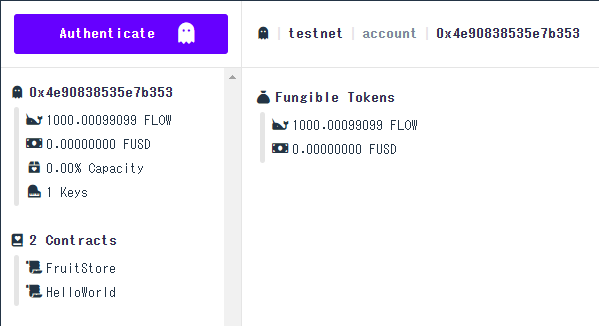 Authenticate
testnet | account | 0x4e90838535e7b353
0x4e90838535e7b353
1000.00099099 FLOW
0.00000000 FUSD
0.00% Capacity
1 Keys
2 Contracts
FruitStore
HelloWorld
Fungible Tokens
1000.00099099 FLOW
0.00000000 FUSD